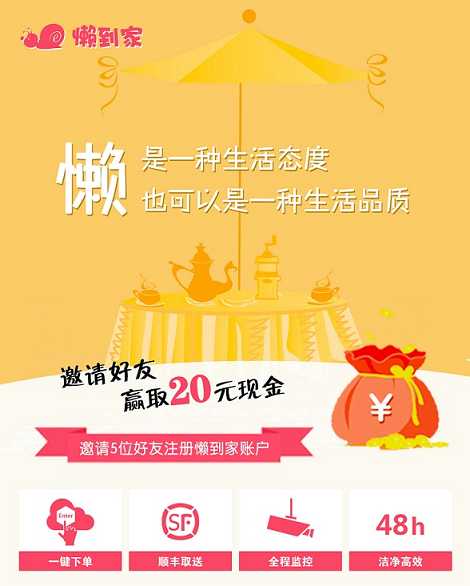 懒到家
懒 是一种生活态度
也可以是一种生活品质
邀请好友
赢取20元现金
¥
邀请5位好友注册懒到家账户
Enter
SF
48h
一键下单
顺丰取送
全程监控
洁净高效